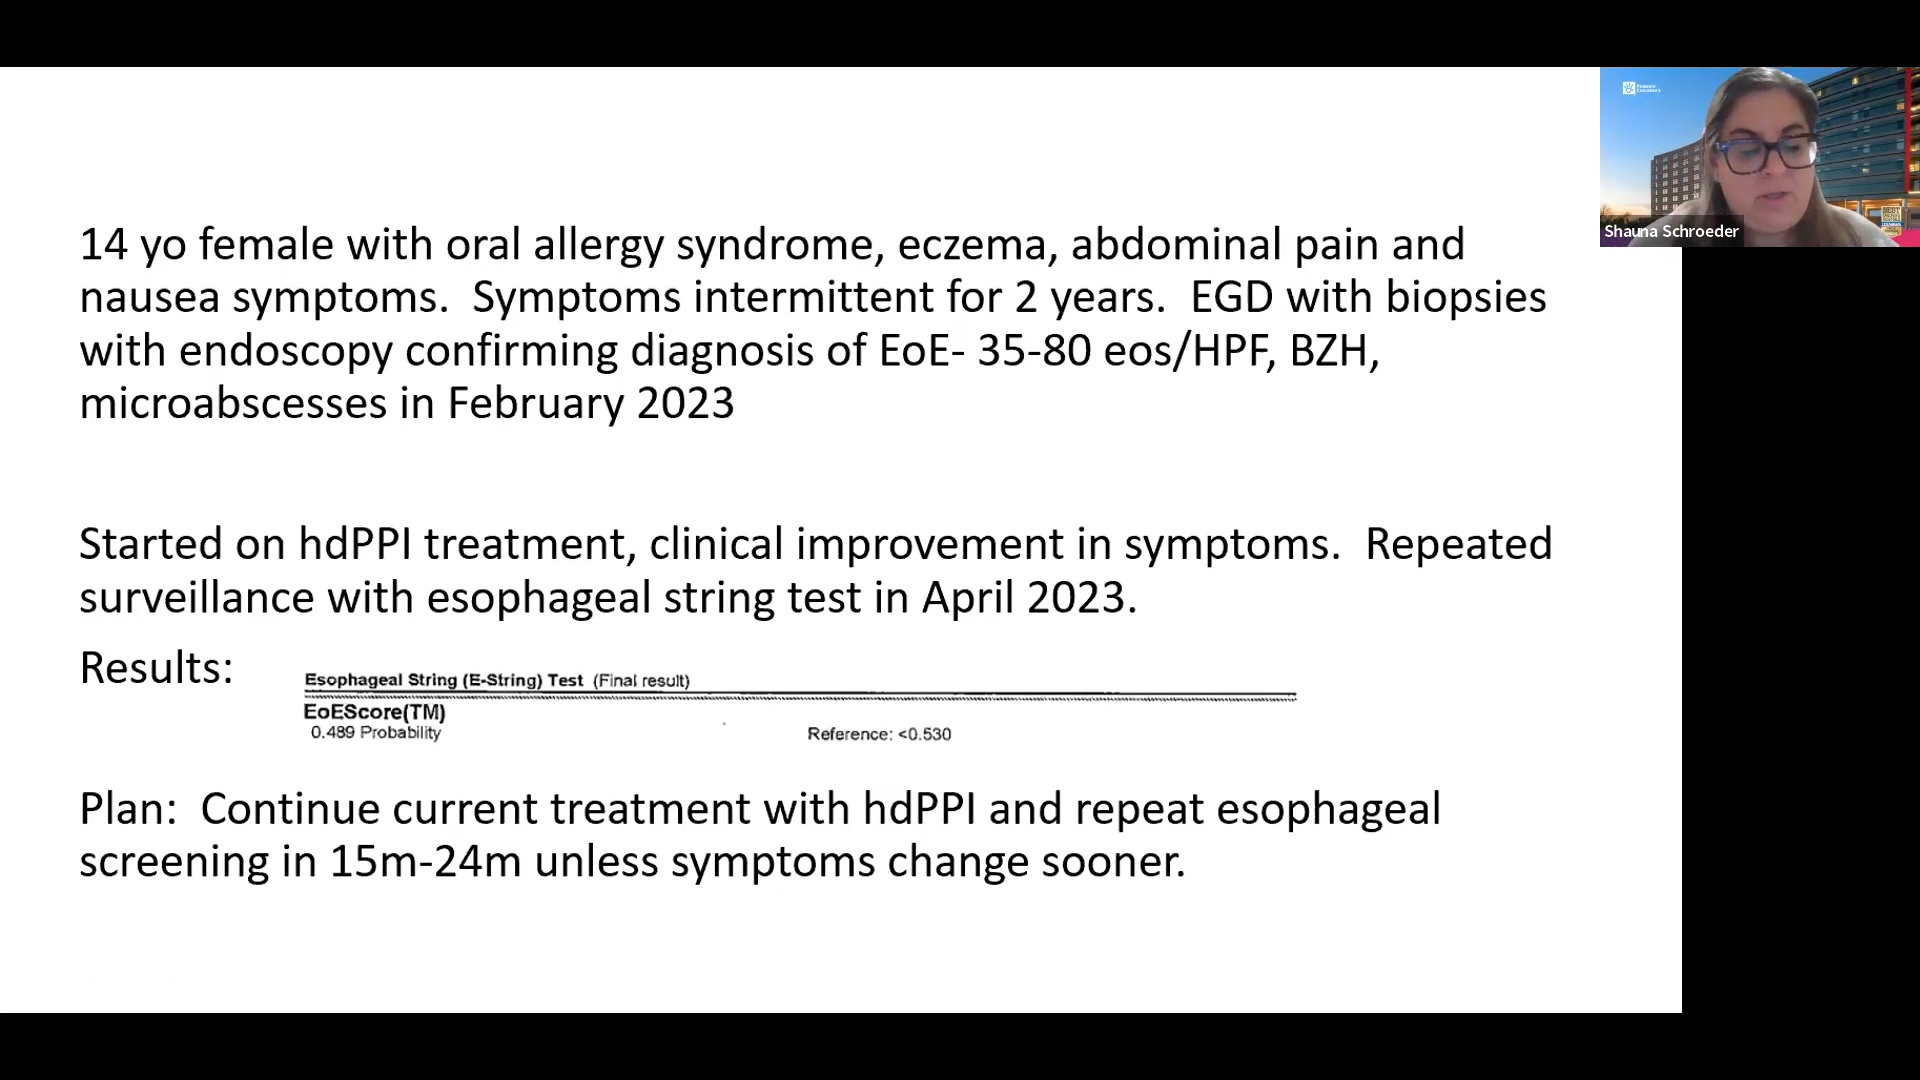 14 yo female with oral allergy syndrome, eczema, abdominal pain and
nausea symptoms.  Symptoms intermittent for 2 years.  EGD with biopsies
with endoscopy confirming diagnosis of EoE- 35-80 eos/HPF, BZH,
microabscesses in February 2023
Started on hdPPI treatment, clinical improvement in symptoms.  Repeated
surveillance with esophageal string test in April 2023.
Results:
Esophageal String (E-String) Test (Final result)
EoEScore(TM)
0.489 Probability Reference: <0.530
Plan:  Continue current treatment with hdPPI and repeat esophageal
screening in 15m-24m unless symptoms change sooner.
Shauna Schroeder